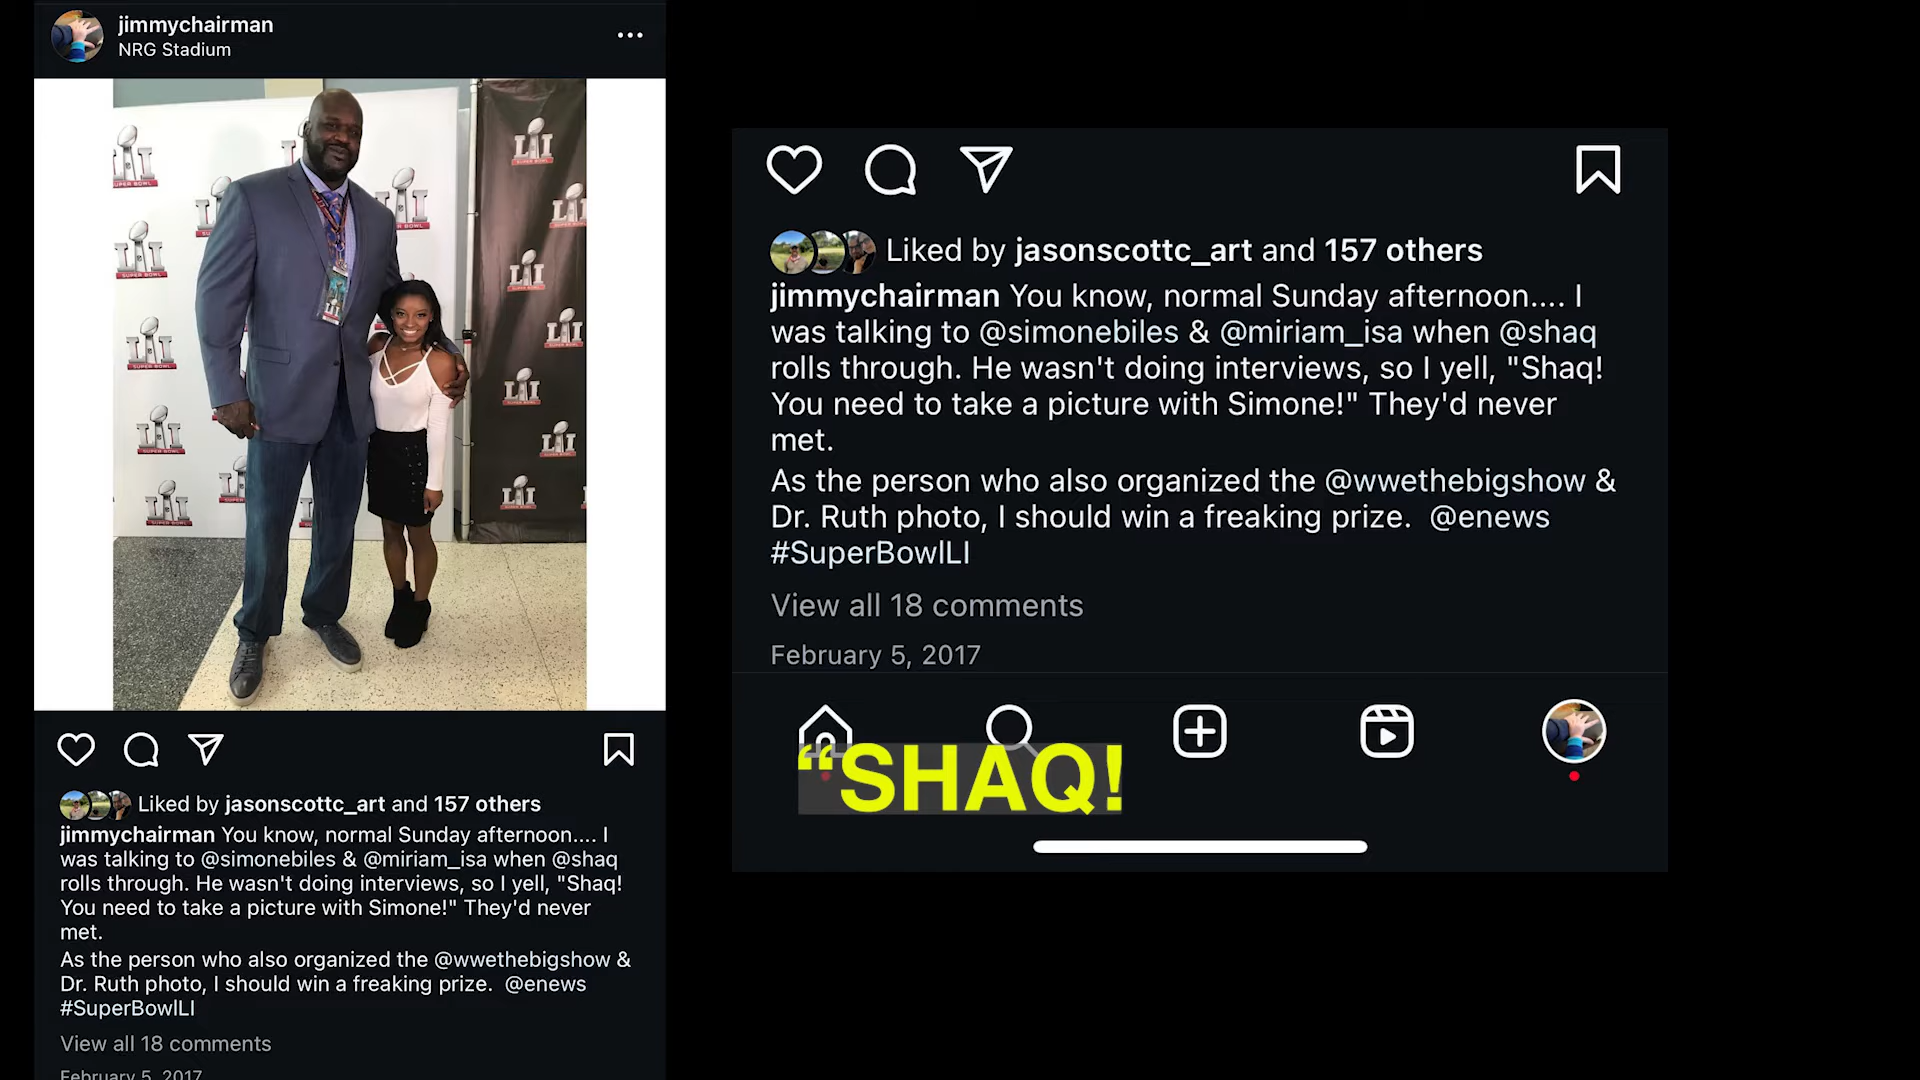 jimmychairman
NRG Stadium
LI
SUPER BOWL
Liked by jasonscottc_art and 157 others
jimmychairman You know, normal Sunday afternoon.... I
was talking to @simonebiles & @miriam_isa when @shaq
rolls through. He wasn't doing interviews, so I yell, "Shaq!
You need to take a picture with Simone!" They'd never
met.
As the person who also organized the @wwethebigshow &
Dr. Ruth photo, I should win a freaking prize. @enews
#SuperBowlLI
View all 18 comments
February 5, 2017
Liked by jasonscottc_art and 157 others
jimmychairman You know, normal Sunday afternoon.... I
was talking to @simonebiles & @miriam_isa when @shaq
rolls through. He wasn't doing interviews, so I yell, "Shaq!
You need to take a picture with Simone!" They'd never
met.
As the person who also organized the @wwethebigshow &
Dr. Ruth photo, I should win a freaking prize. @enews
#SuperBowlLI
View all 18 comments
February 5, 2017
“SHAQ!